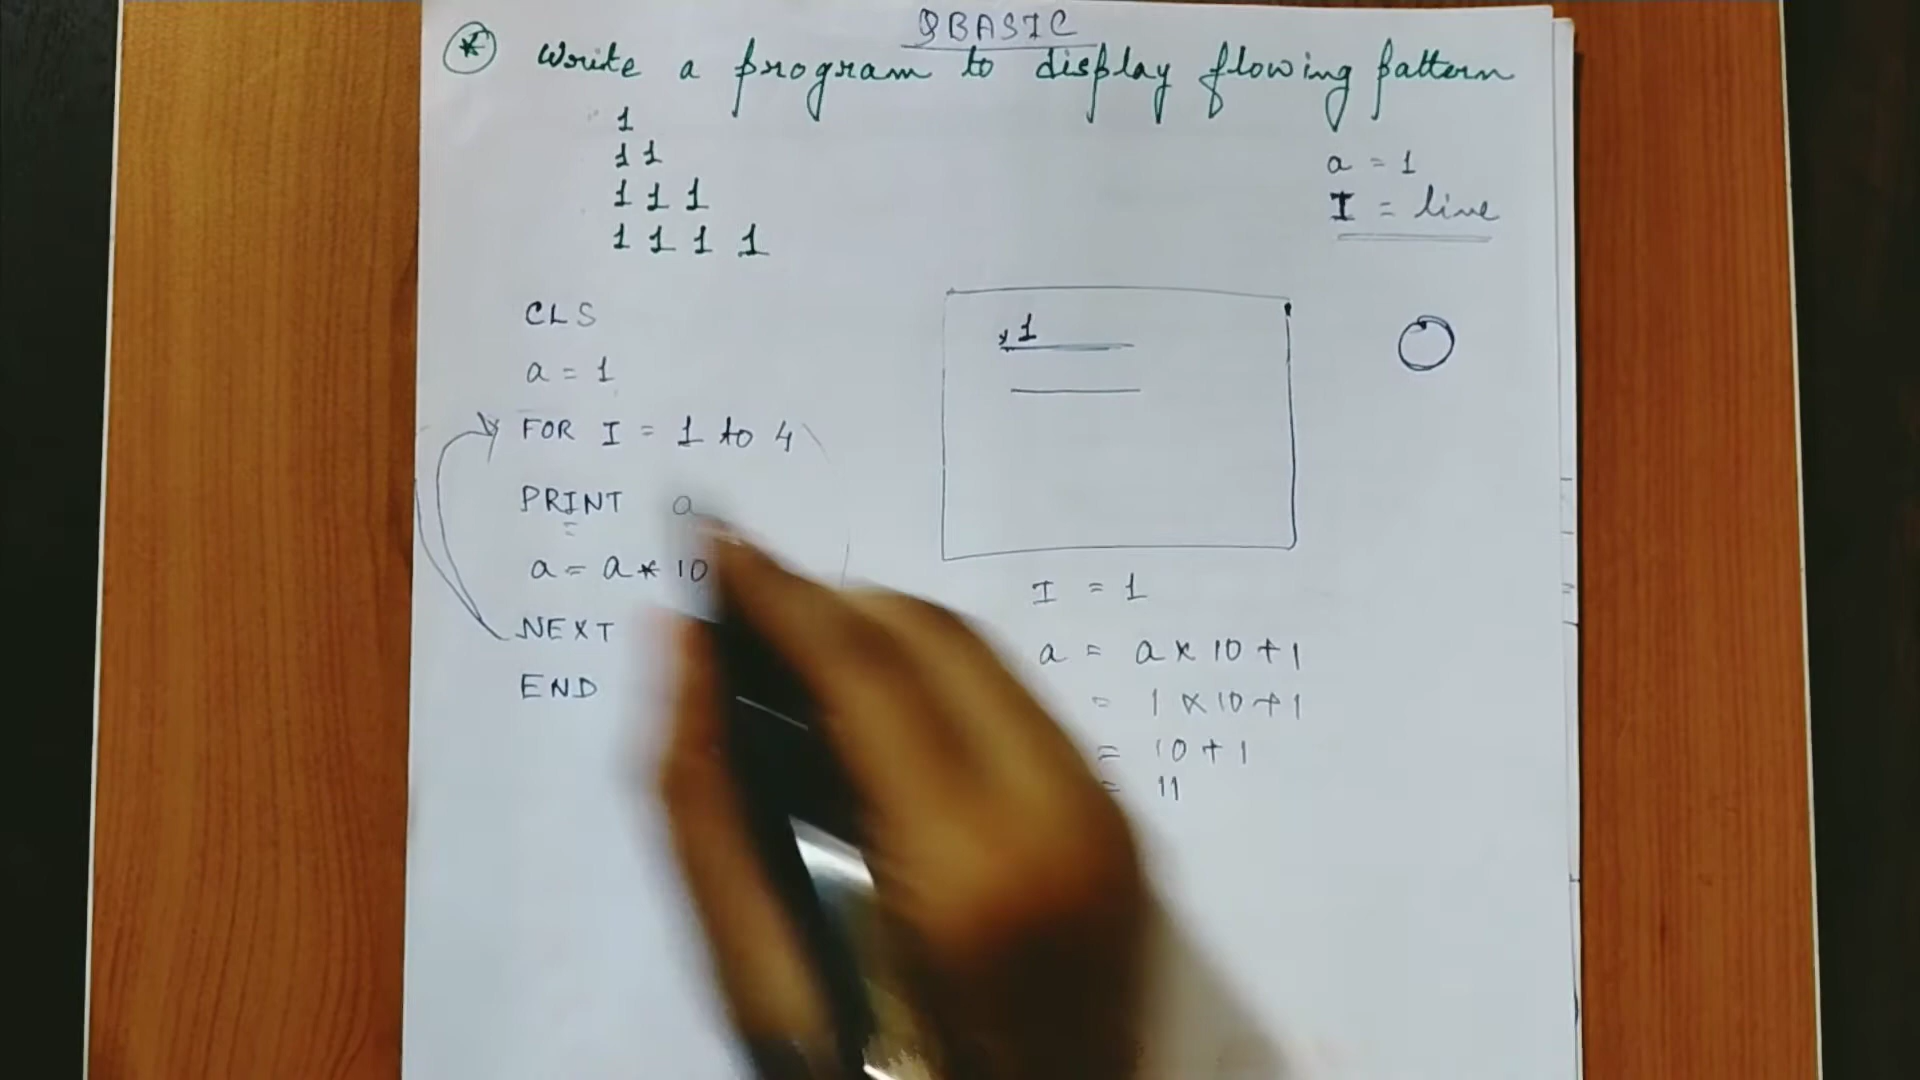 QBASIC
* Write a program to display flowing pattern
1
1 1
1 1 1
1 1 1 1
a = 1
I = line
CLS
a = 1
FOR I = 1 to 4
PRINT a
a = a * 10
NEXT
END
1
I = 1
a = a x 10 + 1
= 1 x 10 + 1
= 10 + 1
= 11